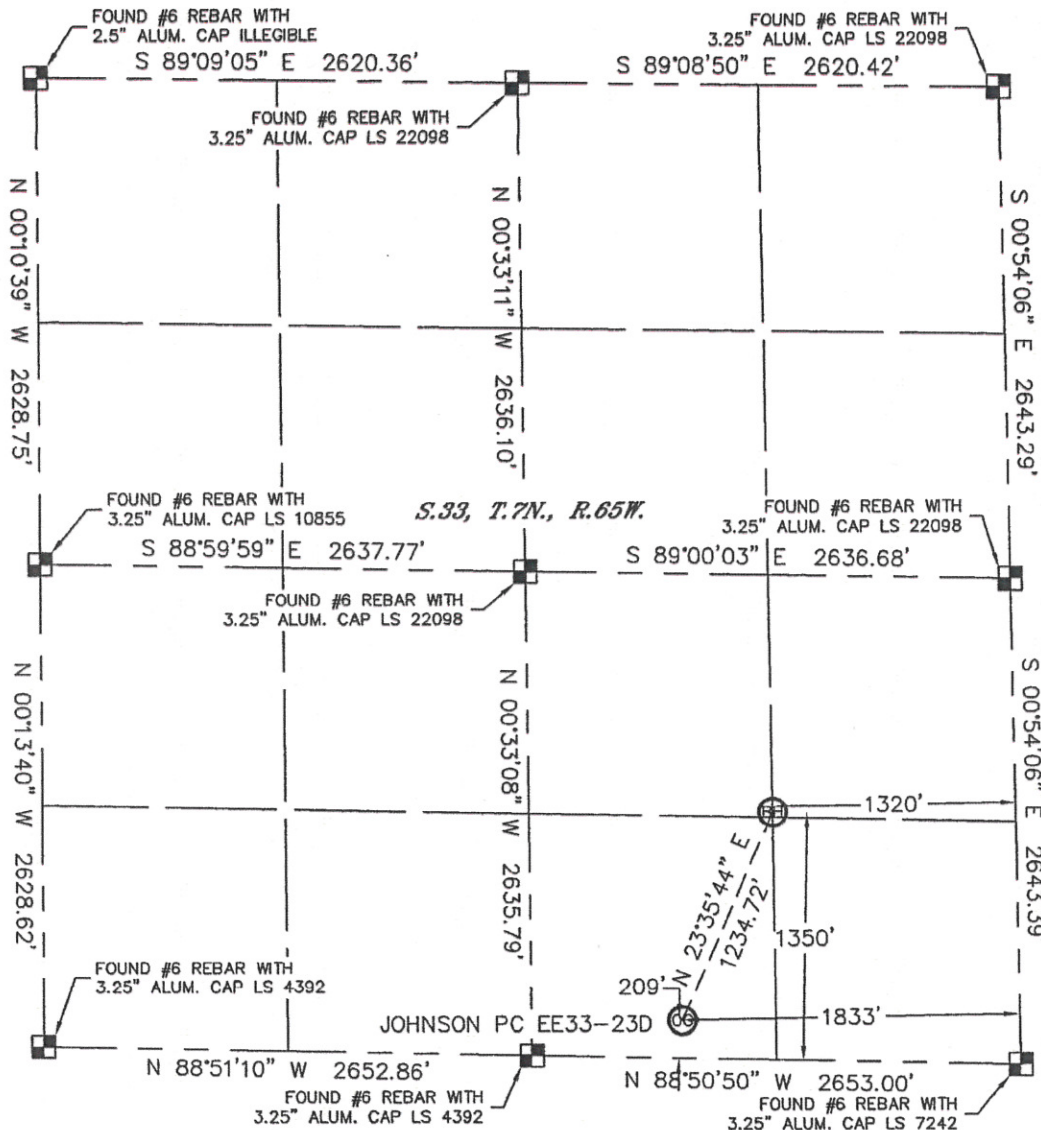 FOUND #6 REBAR WITH
2.5" ALUM. CAP ILLEGIBLE
FOUND #6 REBAR WITH
3.25" ALUM. CAP LS 22098
S 89°09'05" E 2620.36'
S 89°08'50" E 2620.42'
FOUND #6 REBAR WITH
3.25" ALUM. CAP LS 22098
N 00°10'39" W 2628.75'
N 00°33'11" W 2636.10'
S 00°54'06" E 2643.29'
FOUND #6 REBAR WITH
3.25" ALUM. CAP LS 10855
S.33, T.7N., R.65W.
FOUND #6 REBAR WITH
3.25" ALUM. CAP LS 22098
S 88°59'59" E 2637.77'
S 89°00'03" E 2636.68'
FOUND #6 REBAR WITH
3.25" ALUM. CAP LS 22098
N 00°13'40" W 2628.62'
N 00°33'08" W 2635.79'
S 00°54'06" E 2643.39
1320'
N 23°35'44" E
1234.72'
1350'
209'
FOUND #6 REBAR WITH
3.25" ALUM. CAP LS 4392
JOHNSON PC EE33-23D
OG
1833'
N 88°51'10" W 2652.86'
N 88°50'50" W 2653.00'
FOUND #6 REBAR WITH
3.25" ALUM. CAP LS 4392
FOUND #6 REBAR WITH
3.25" ALUM. CAP LS 7242